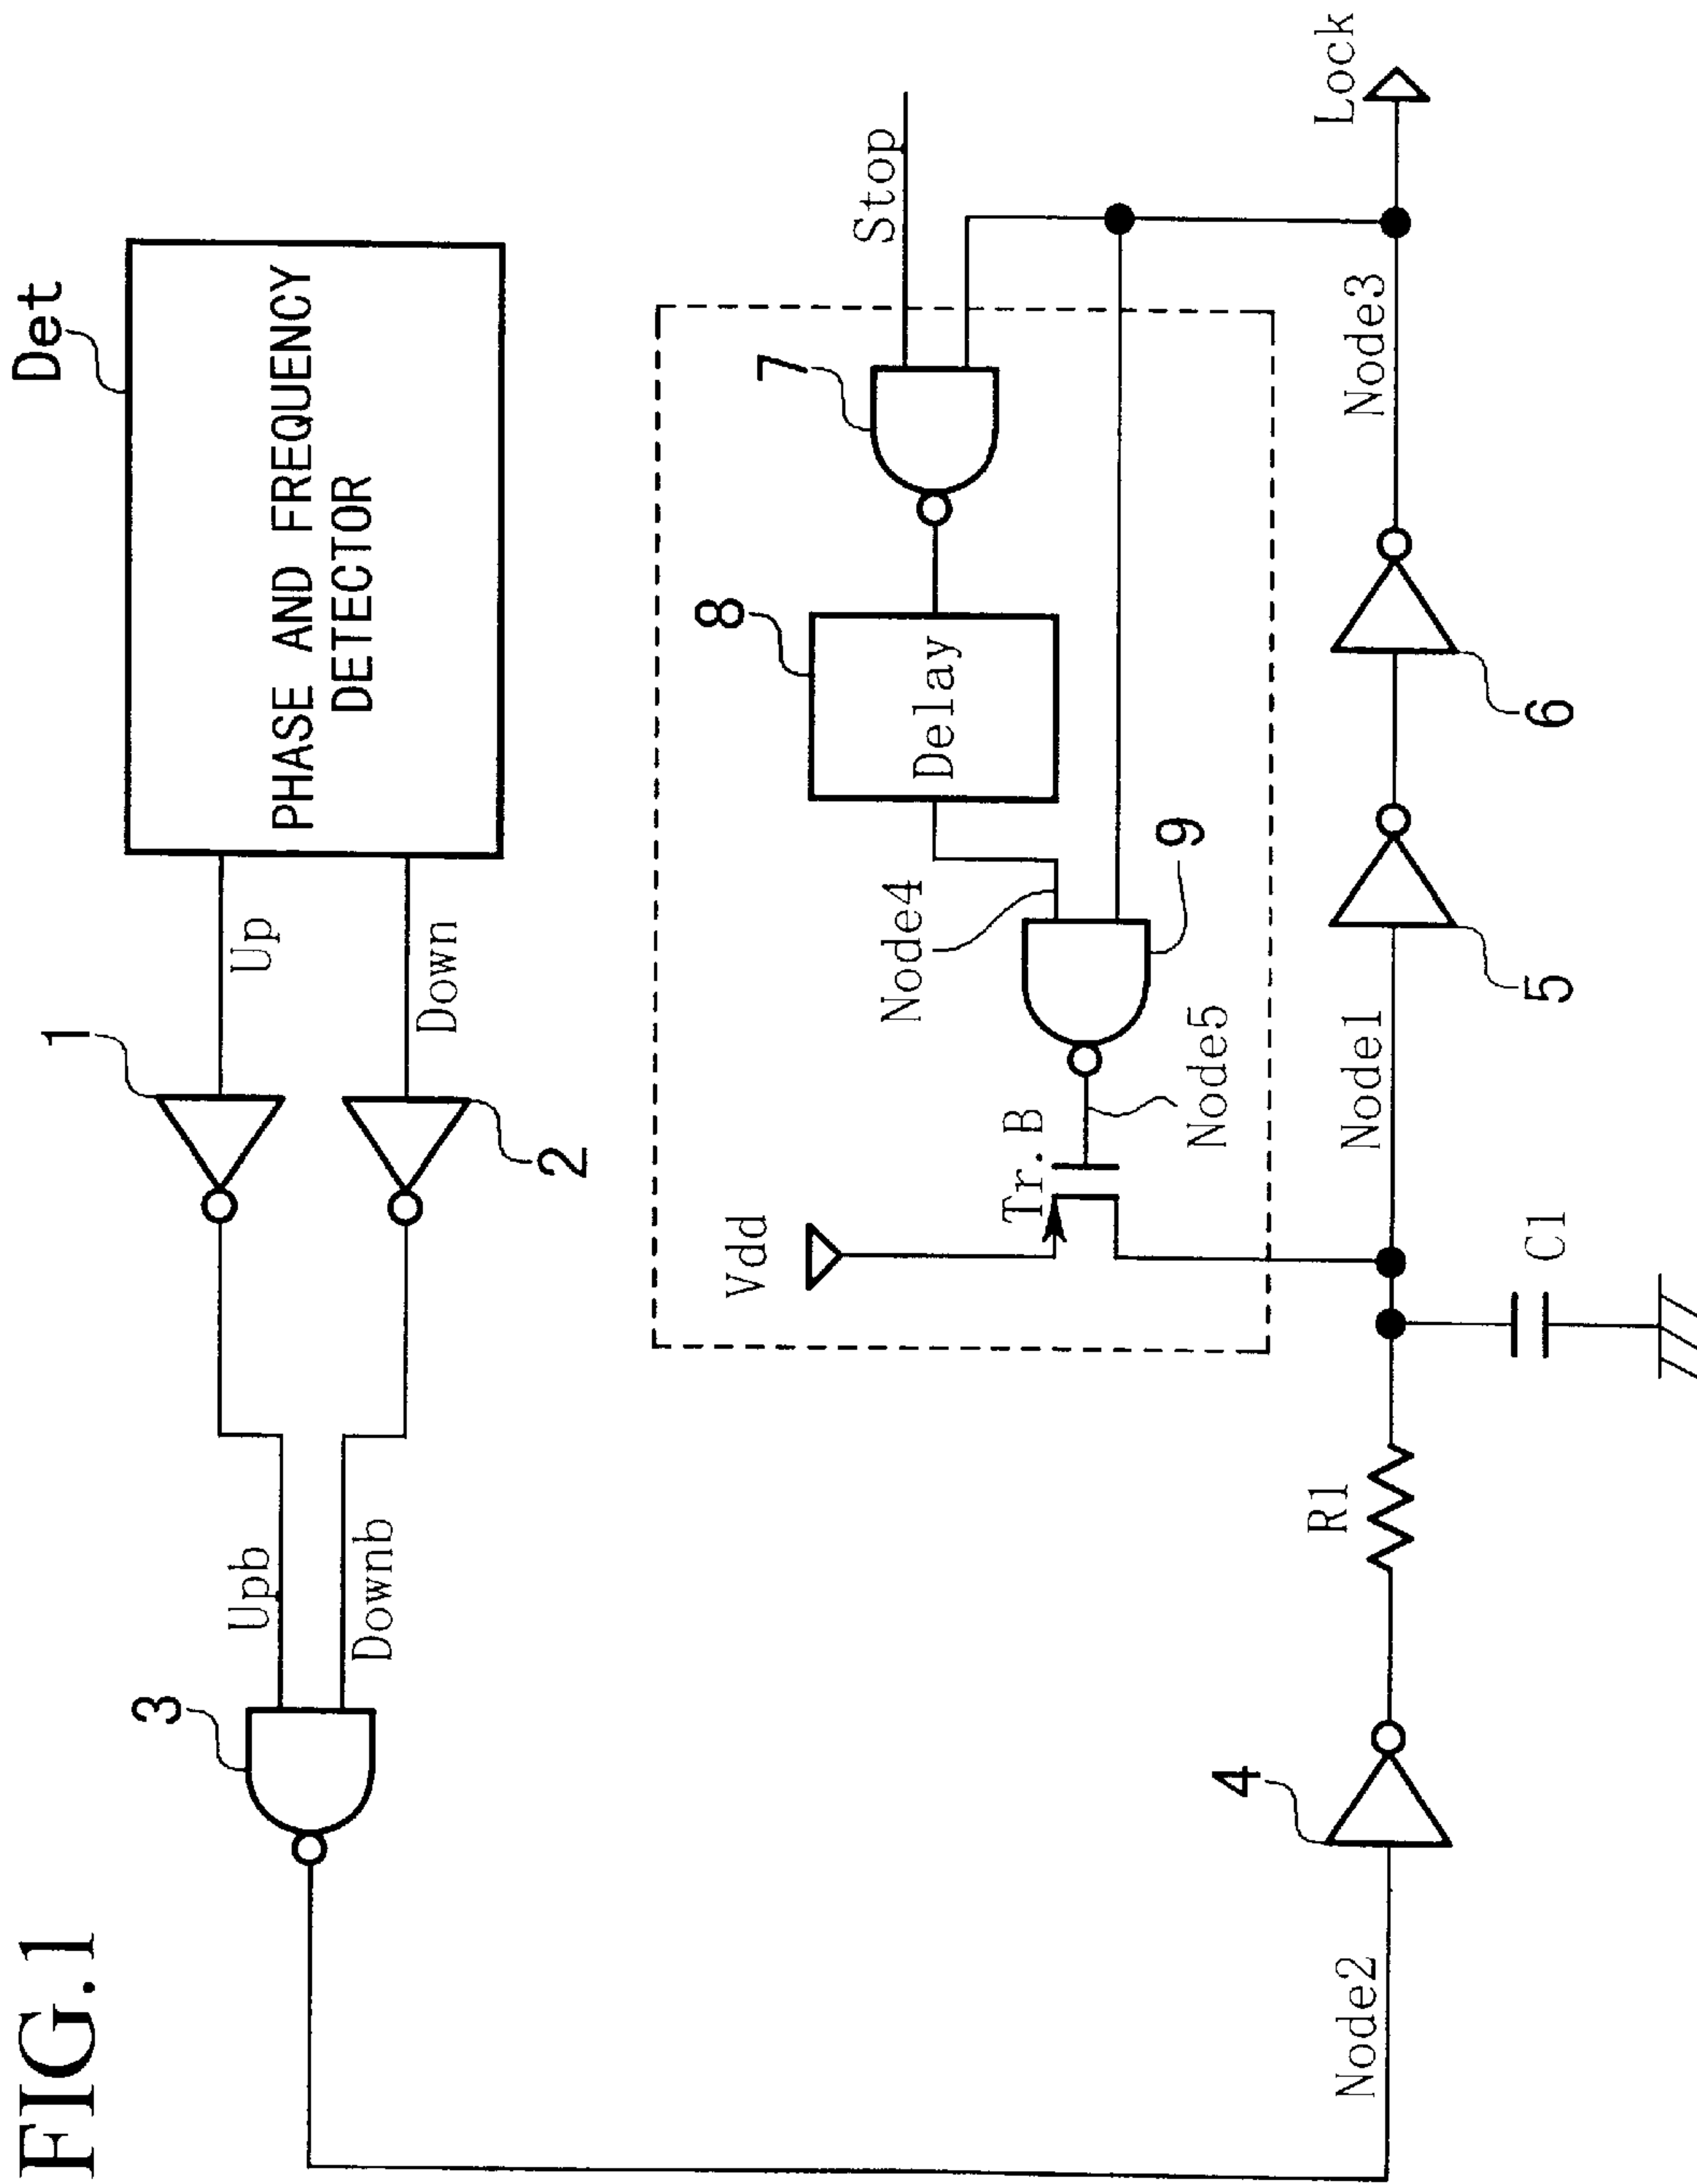 FIG.1
Det
PHASE AND FREQUENCY
DETECTOR
Up
Down
1
2
Upb
Downb
3
Stop
7
8
Delay
Node4
9
Node5
Tr.B
Vdd
Lock
Node3
6
5
Node1
C1
R1
4
Node2